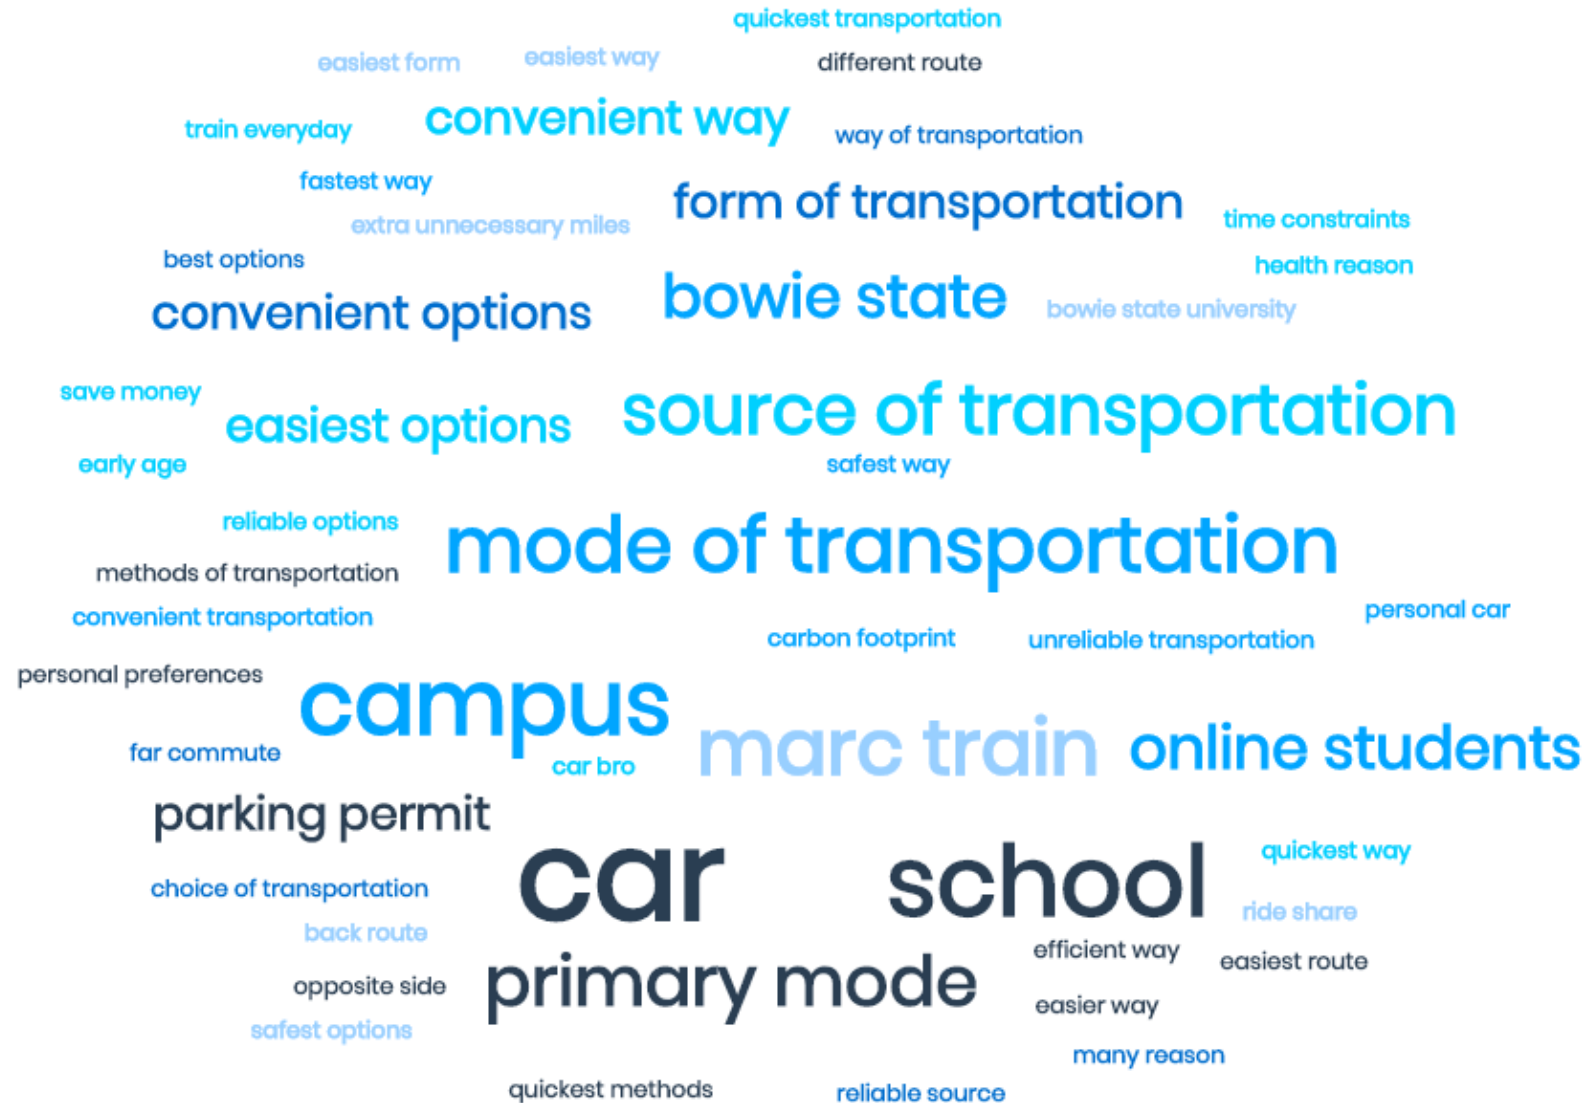 quickest transportation
easiest form
easiest way
different route
train everyday
convenient way
way of transportation
fastest way
form of transportation
extra unnecessary miles
time constraints
best options
health reason
convenient options
bowie state
bowie state university
save money
easiest options
source of transportation
early age
safest way
reliable options
mode of transportation
methods of transportation
convenient transportation
personal car
carbon footprint
unreliable transportation
personal preferences
campus
far commute
car bro
marc train
online students
parking permit
car
school
quickest way
choice of transportation
back route
ride share
opposite side
primary mode
efficient way
easiest route
safest options
easier way
many reason
quickest methods
reliable source